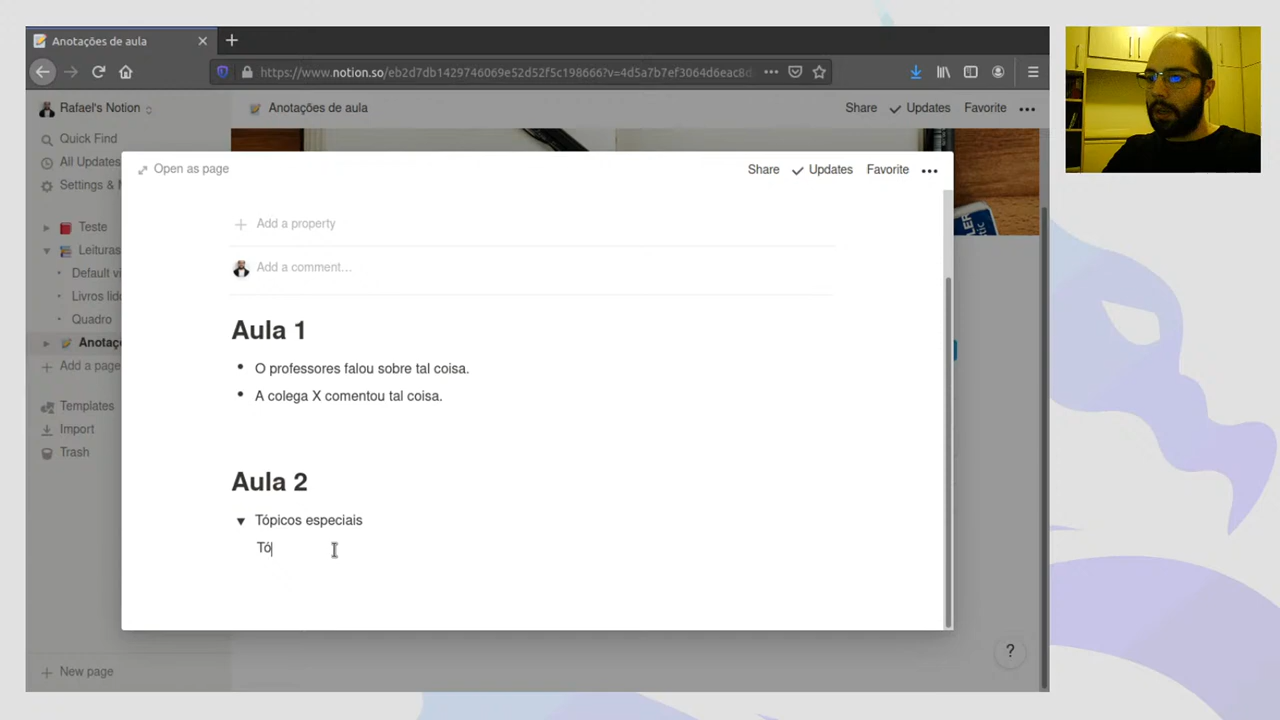 Anotações de aula
https://www.notion.so/eb2d7db1429746069e52d52f5c198666?v=4d5a7b7ef3064d6eac8d
Rafael's Notion
Anotações de aula
Share Updates Favorite
Quick Find
All Updates
Settings & M
Open as page
Share Updates Favorite
Teste
Leituras
Default vi
Livros lid
Quadro
Anotaç
Add a page
Templates
Import
Trash
New page
Add a property
Add a comment…
Aula 1
• O professores falou sobre tal coisa.
• A colega X comentou tal coisa.
Aula 2
Tópicos especiais
Tó
?